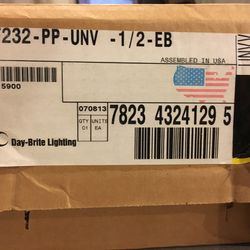 232-PP-UNV -1/2-EB
ASSEMBLED IN USA
5900
070813
QTY UNITS
01 EA
7823 4324129 5
Day-Brite Lighting